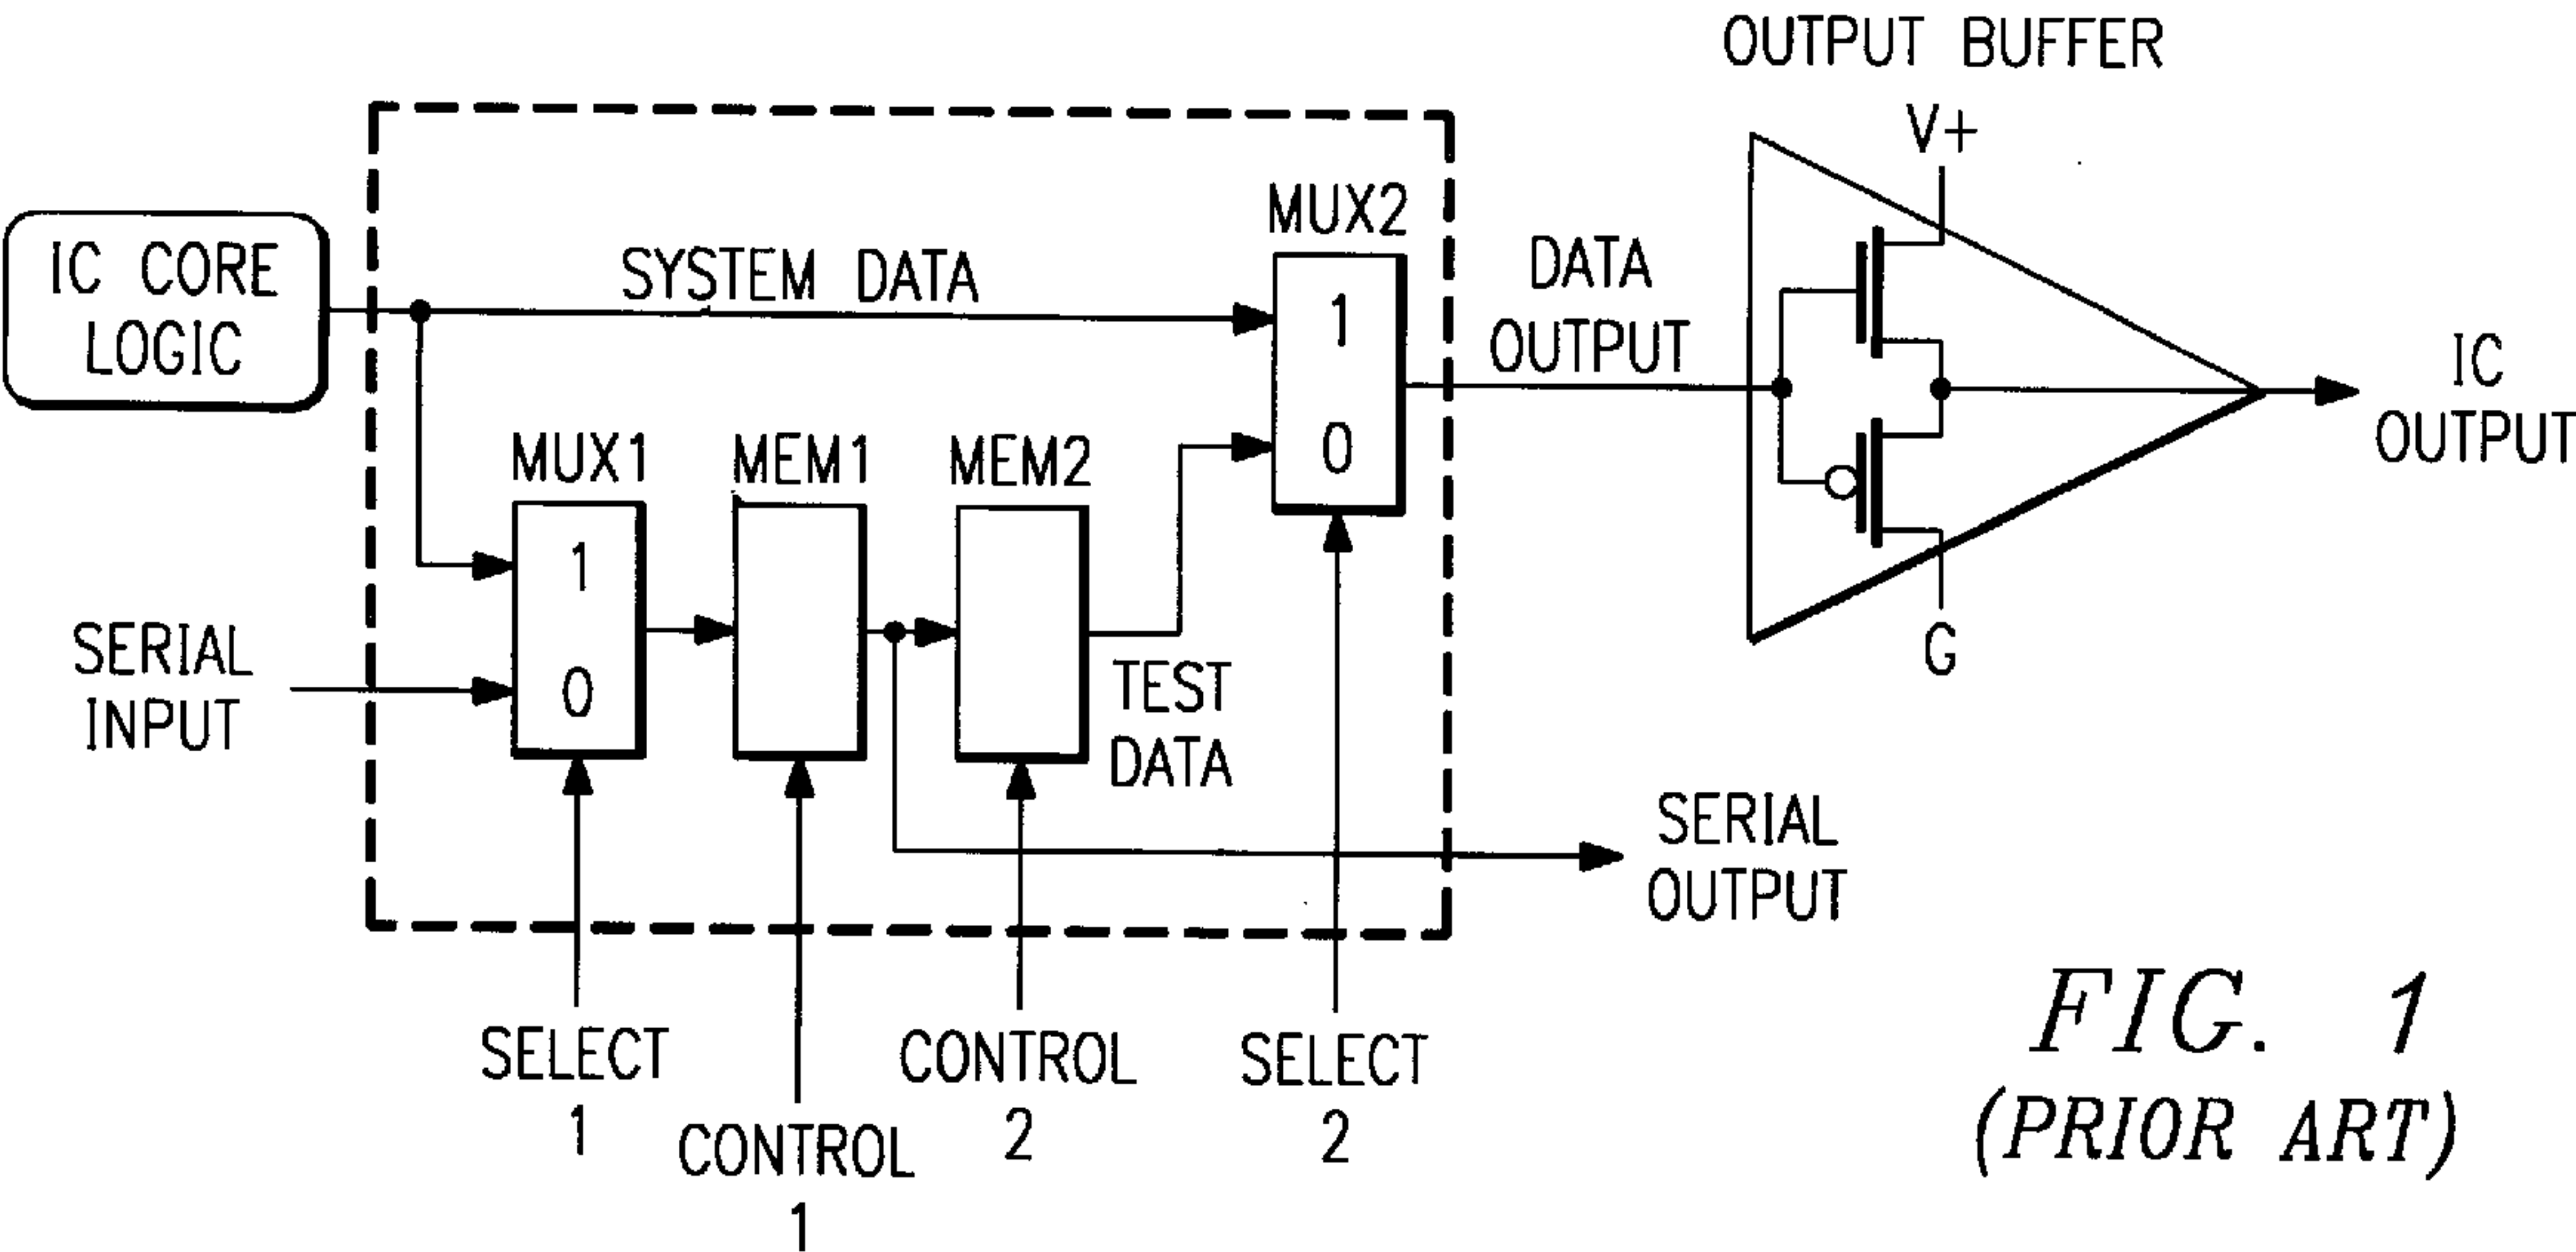 OUTPUT BUFFER
V+
MUX2
IC CORE
LOGIC
SYSTEM DATA
1
0
DATA
OUTPUT
IC
OUTPUT
MUX1
MEM1
MEM2
1
0
SERIAL
INPUT
TEST
DATA
G
SERIAL
OUTPUT
SELECT
1
CONTROL
1
CONTROL
2
SELECT
2
FIG. 1
(PRIOR ART)